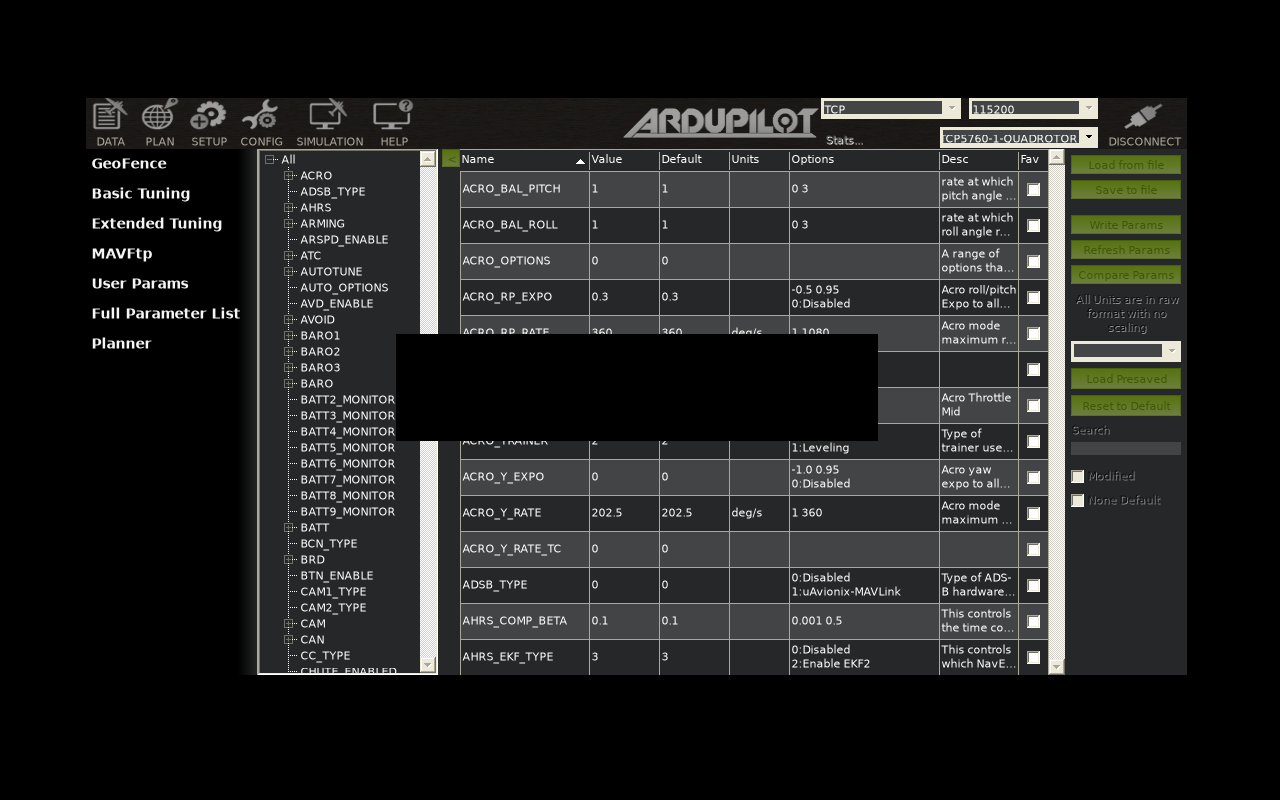 DATA PLAN SETUP CONFIG SIMULATION HELP
ARDUPILOT
TCP 115200
Stats... TCP5760-1-QUADROTOR DISCONNECT
GeoFence
Basic Tuning
Extended Tuning
MAVFtp
User Params
Full Parameter List
Planner
All
ACRO
ADSB_TYPE
AHRS
ARMING
ARSPD_ENABLE
ATC
AUTOTUNE
AUTO_OPTIONS
AVD_ENABLE
AVOID
BARO1
BARO2
BARO3
BARO
BATT2_MONITOR
BATT3_MONITOR
BATT4_MONITOR
BATT5_MONITOR
BATT6_MONITOR
BATT7_MONITOR
BATT8_MONITOR
BATT9_MONITOR
BATT
BCN_TYPE
BRD
BTN_ENABLE
CAM1_TYPE
CAM2_TYPE
CAM
CAN
CC_TYPE
CHUTE_ENABLED
< Name Value Default Units Options Desc Fav
ACRO_BAL_PITCH 1 1 0 3 rate at which
pitch angle ...
ACRO_BAL_ROLL 1 1 0 3 rate at which
roll angle r...
ACRO_OPTIONS 0 0 A range of
options tha...
ACRO_RP_EXPO 0.3 0.3 -0.5 0.95 Acro roll/pitch
0:Disabled Expo to all...
ACRO_RP_RATE 360 360 deg/s 1 1080 Acro mode
maximum r...
Acro Throttle
Mid
ACRO_TRAINER 2 2 Type of
1:Leveling trainer use...
ACRO_Y_EXPO 0 0 -1.0 0.95 Acro yaw
0:Disabled expo to all...
ACRO_Y_RATE 202.5 202.5 deg/s 1 360 Acro mode
maximum ...
ACRO_Y_RATE_TC 0 0
ADSB_TYPE 0 0 0:Disabled Type of ADS-
1:uAvionix-MAVLink B hardware...
AHRS_COMP_BETA 0.1 0.1 0.001 0.5 This controls
the time co...
AHRS_EKF_TYPE 3 3 0:Disabled This controls
2:Enable EKF2 which NavE...
Load from file
Save to file
Write Params
Refresh Params
Compare Params
All Units are in raw
format with no
scaling
Load Presaved
Reset to Default
Search
Modified
None Default